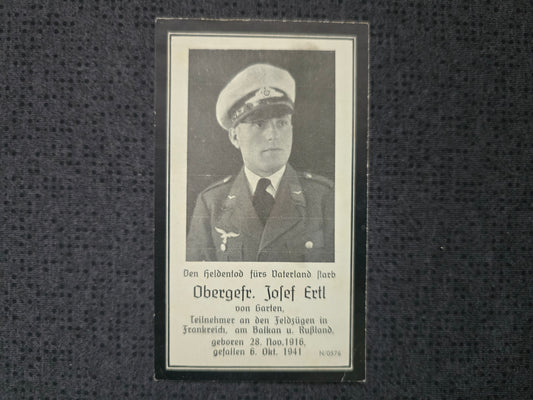 Den Heldentod fürs Vaterland starb
Obergefr. Josef Ertl
von Garten,
Teilnehmer an den Feldzügen in
Frankreich, am Balkan u. Rußland,
geboren 28. Nov. 1916,
gefallen 6. Okt. 1941
N/0576